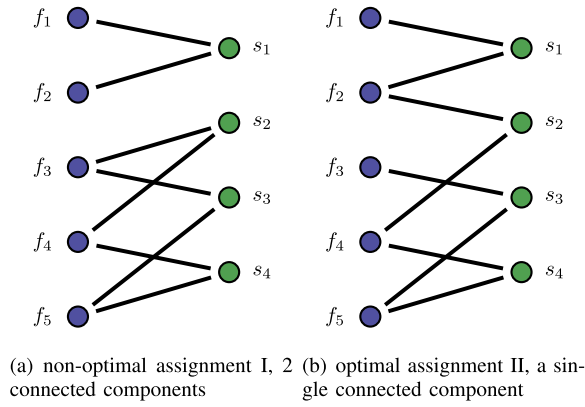 f1
s1
f2
s2
f3
s3
f4
s4
f5
f1
s1
f2
s2
f3
s3
f4
s4
f5
(a) non-optimal assignment I, 2
connected components
(b) optimal assignment II, a sin-
gle connected component